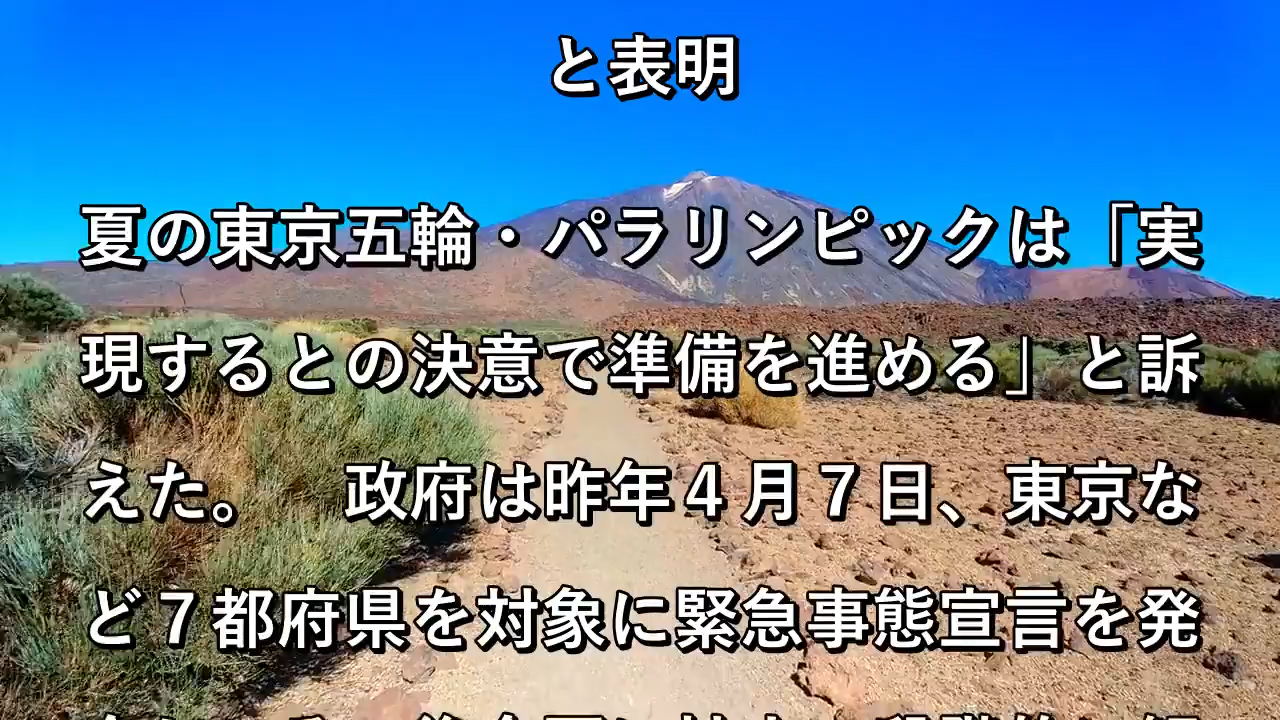 と表明
夏の東京五輪・パラリンピックは「実
現するとの決意で準備を進める」と訴
えた。　政府は昨年４月７日、東京な
ど７都府県を対象に緊急事態宣言を発